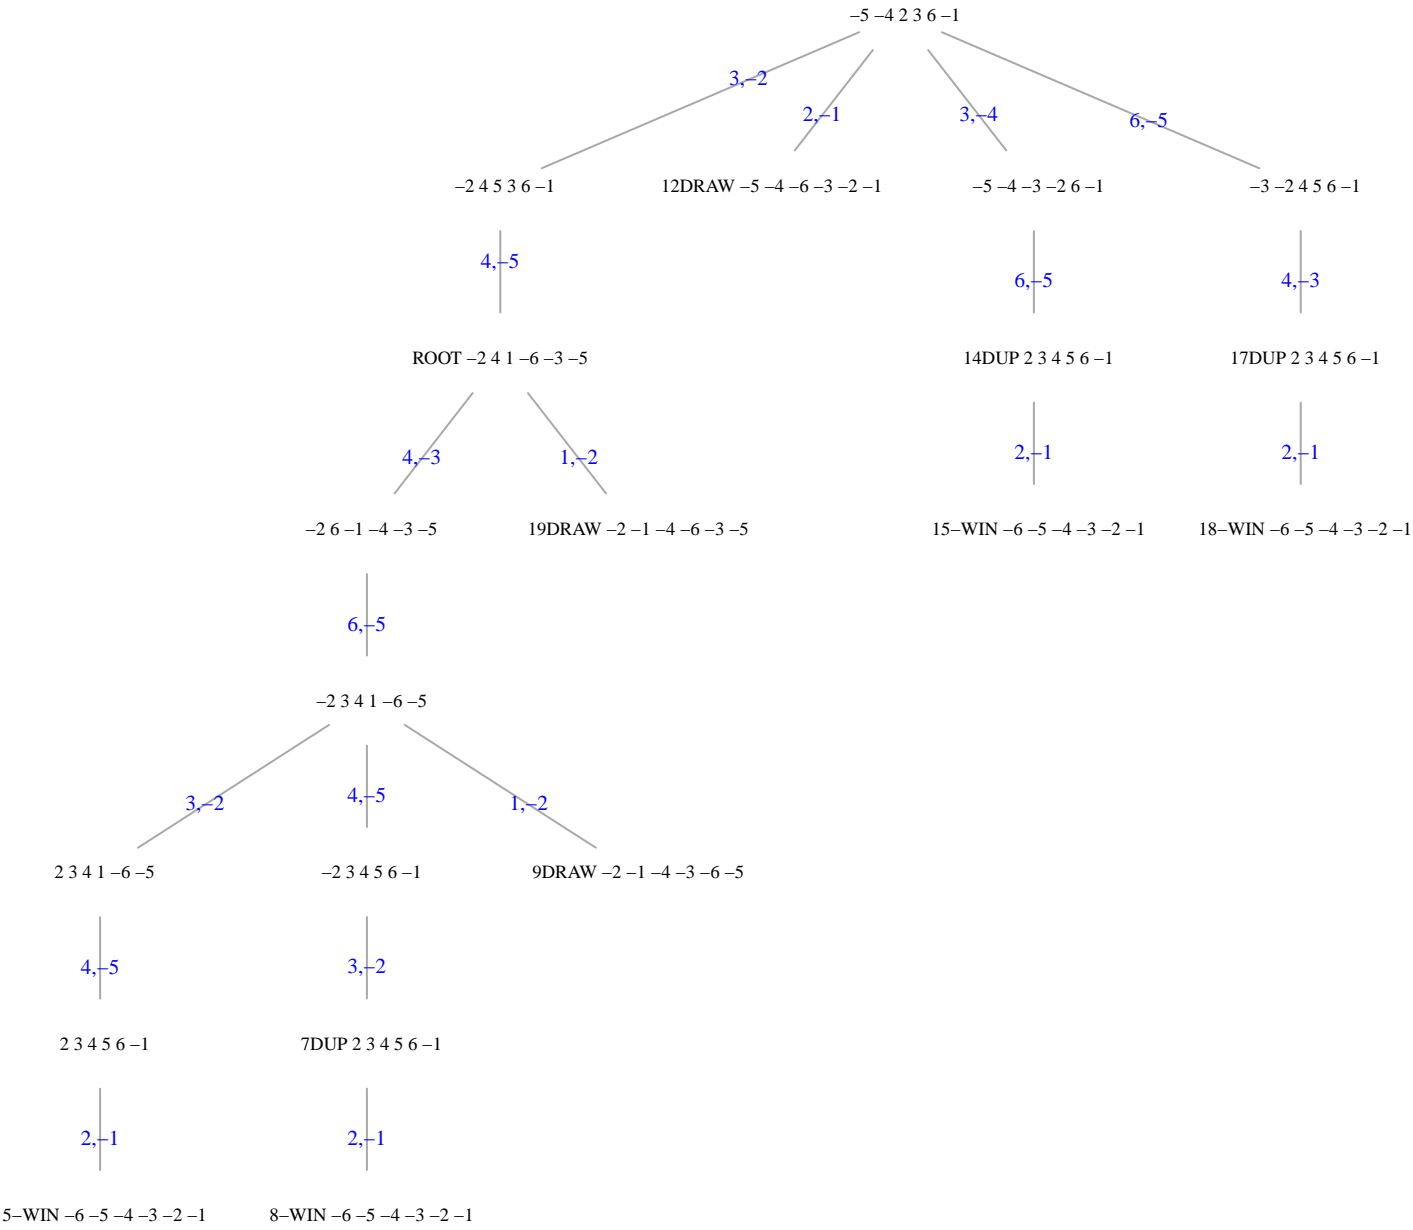 –5 –4 2 3 6 –1
3,–2
2,–1
3,–4
6,–5
–2 4 5 3 6 –1
12DRAW –5 –4 –6 –3 –2 –1
–5 –4 –3 –2 6 –1
–3 –2 4 5 6 –1
4,–5
6,–5
4,–3
ROOT –2 4 1 –6 –3 –5
14DUP 2 3 4 5 6 –1
17DUP 2 3 4 5 6 –1
4,–3
1,–2
2,–1
2,–1
–2 6 –1 –4 –3 –5
19DRAW –2 –1 –4 –6 –3 –5
15–WIN –6 –5 –4 –3 –2 –1
18–WIN –6 –5 –4 –3 –2 –1
6,–5
–2 3 4 1 –6 –5
3,–2
4,–5
1,–2
2 3 4 1 –6 –5
–2 3 4 5 6 –1
9DRAW –2 –1 –4 –3 –6 –5
4,–5
3,–2
2 3 4 5 6 –1
7DUP 2 3 4 5 6 –1
2,–1
2,–1
5–WIN –6 –5 –4 –3 –2 –1
8–WIN –6 –5 –4 –3 –2 –1